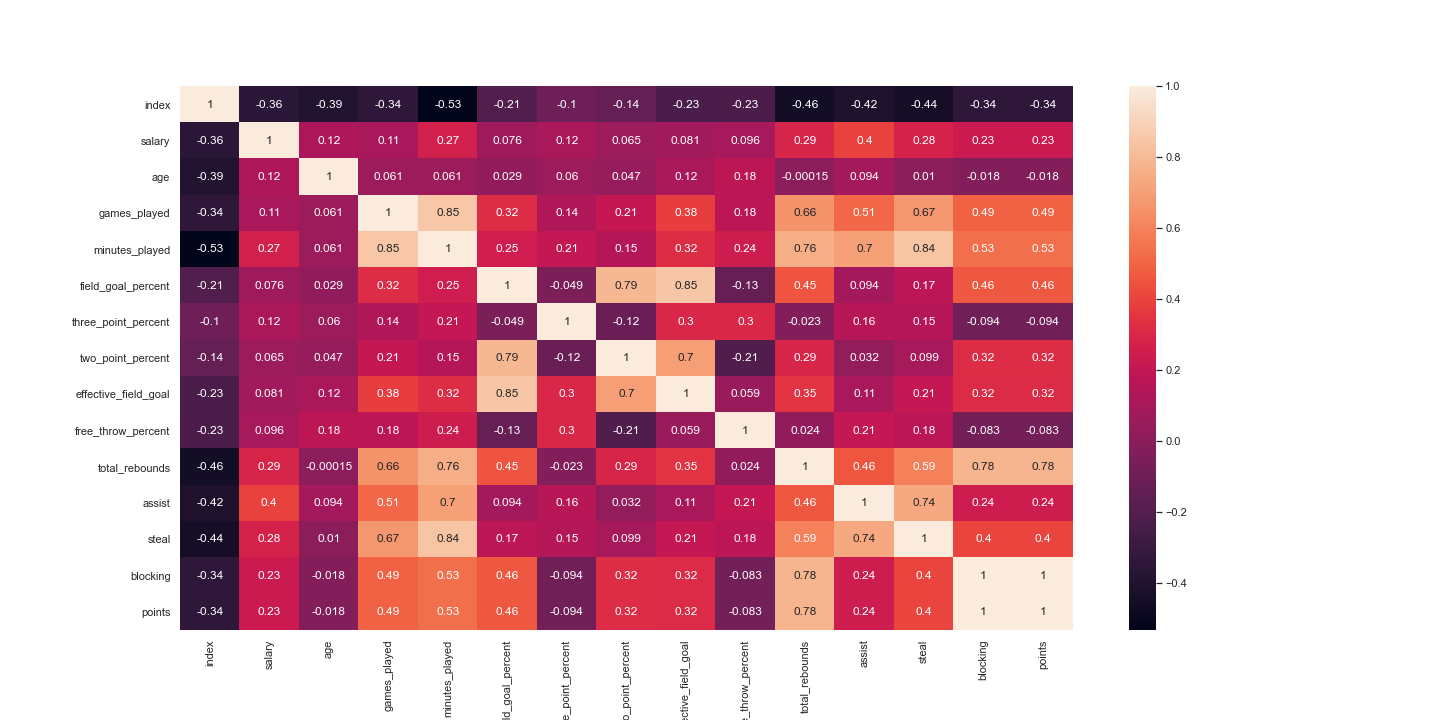 index 1 -0.36 -0.39 -0.34 -0.53 -0.21 -0.1 -0.14 -0.23 -0.23 -0.46 -0.42 -0.44 -0.34 -0.34
salary -0.36 1 0.12 0.11 0.27 0.076 0.12 0.065 0.081 0.096 0.29 0.4 0.28 0.23 0.23
age -0.39 0.12 1 0.061 0.061 0.029 0.06 0.047 0.12 0.18 -0.00015 0.094 0.01 -0.018 -0.018
games_played -0.34 0.11 0.061 1 0.85 0.32 0.14 0.21 0.38 0.18 0.66 0.51 0.67 0.49 0.49
minutes_played -0.53 0.27 0.061 0.85 1 0.25 0.21 0.15 0.32 0.24 0.76 0.7 0.84 0.53 0.53
field_goal_percent -0.21 0.076 0.029 0.32 0.25 1 -0.049 0.79 0.85 -0.13 0.45 0.094 0.17 0.46 0.46
three_point_percent -0.1 0.12 0.06 0.14 0.21 -0.049 1 -0.12 0.3 0.3 -0.023 0.16 0.15 -0.094 -0.094
two_point_percent -0.14 0.065 0.047 0.21 0.15 0.79 -0.12 1 0.7 -0.21 0.29 0.032 0.099 0.32 0.32
effective_field_goal -0.23 0.081 0.12 0.38 0.32 0.85 0.3 0.7 1 0.059 0.35 0.11 0.21 0.32 0.32
free_throw_percent -0.23 0.096 0.18 0.18 0.24 -0.13 0.3 -0.21 0.059 1 0.024 0.21 0.18 -0.083 -0.083
total_rebounds -0.46 0.29 -0.00015 0.66 0.76 0.45 -0.023 0.29 0.35 0.024 1 0.46 0.59 0.78 0.78
assist -0.42 0.4 0.094 0.51 0.7 0.094 0.16 0.032 0.11 0.21 0.46 1 0.74 0.24 0.24
steal -0.44 0.28 0.01 0.67 0.84 0.17 0.15 0.099 0.21 0.18 0.59 0.74 1 0.4 0.4
blocking -0.34 0.23 -0.018 0.49 0.53 0.46 -0.094 0.32 0.32 -0.083 0.78 0.24 0.4 1 1
points -0.34 0.23 -0.018 0.49 0.53 0.46 -0.094 0.32 0.32 -0.083 0.78 0.24 0.4 1 1
index
salary
age
games_played
minutes_played
ld_goal_percent
e_point_percent
o_point_percent
ective_field_goal
e_throw_percent
total_rebounds
assist
steal
blocking
points
1.0
0.8
0.6
0.4
0.2
0.0
-0.2
-0.4